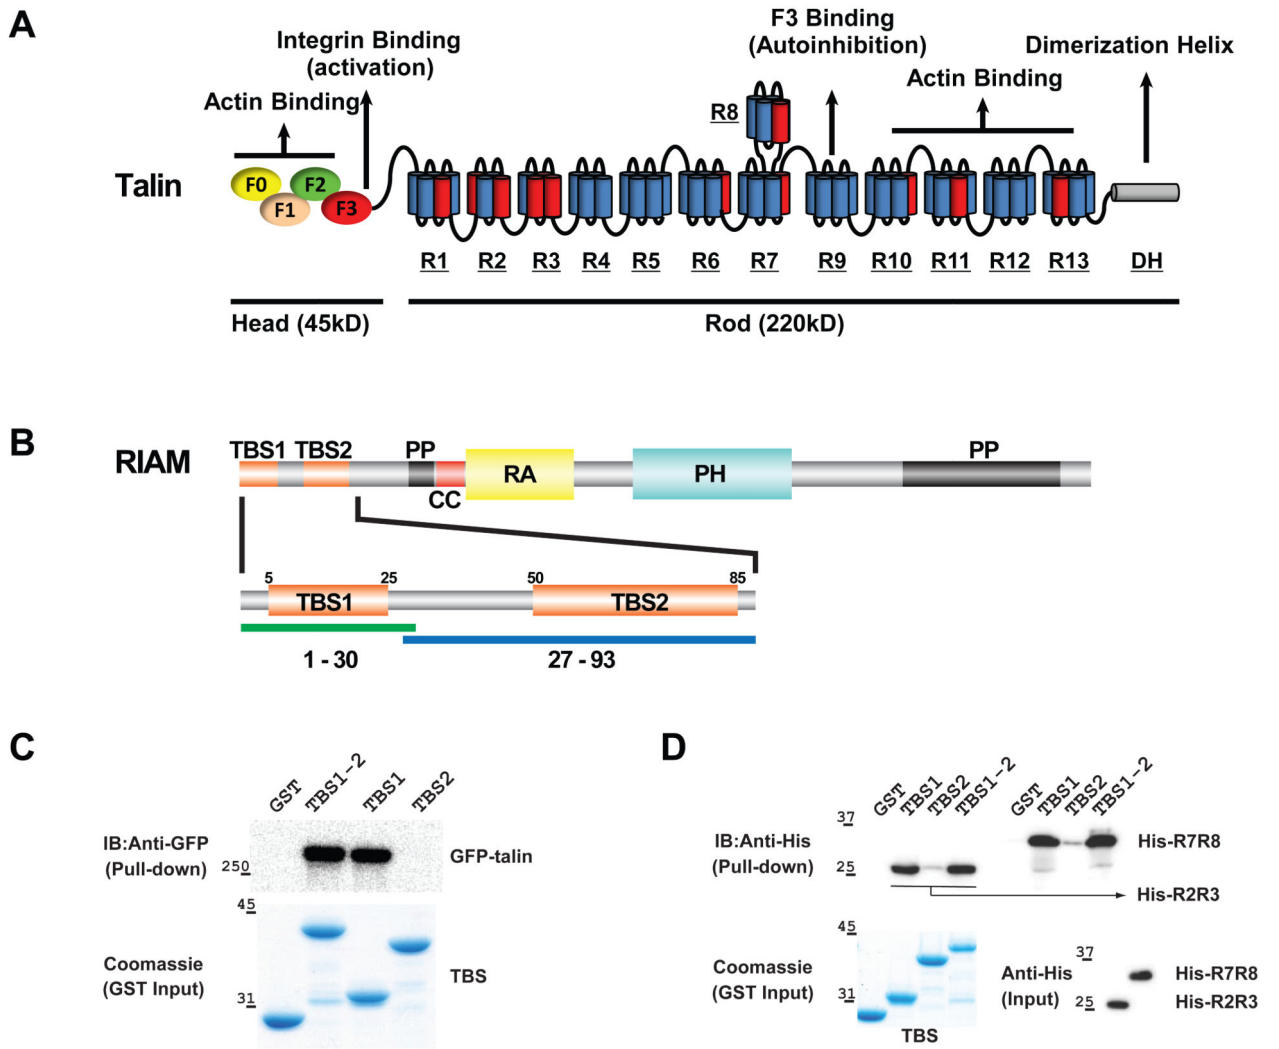 A
F3 Binding
(Autoinhibition)
Integrin Binding
(activation)
Dimerization Helix
Actin Binding
Actin Binding
R8
Talin
F0
F2
F1
F3
R1 R2 R3 R4 R5 R6 R7 R9 R10 R11 R12 R13 DH
Head (45kD)
Rod (220kD)
B
RIAM
TBS1 TBS2 PP
PP
RA
PH
CC
5 25 50 85
TBS1
TBS2
1 - 30
27 - 93
C
GST TBS1-2 TBS1 TBS2
IB:Anti-GFP
(Pull-down)
250
GFP-talin
45
Coomassie
(GST Input)
31
TBS
D
GST TBS1 TBS2 TBS1-2
GST TBS1 TBS2 TBS1-2
37
IB:Anti-His
(Pull-down)
25
His-R7R8
His-R2R3
45
Coomassie
(GST Input)
31
TBS
37
Anti-His
(Input)
25
His-R7R8
His-R2R3